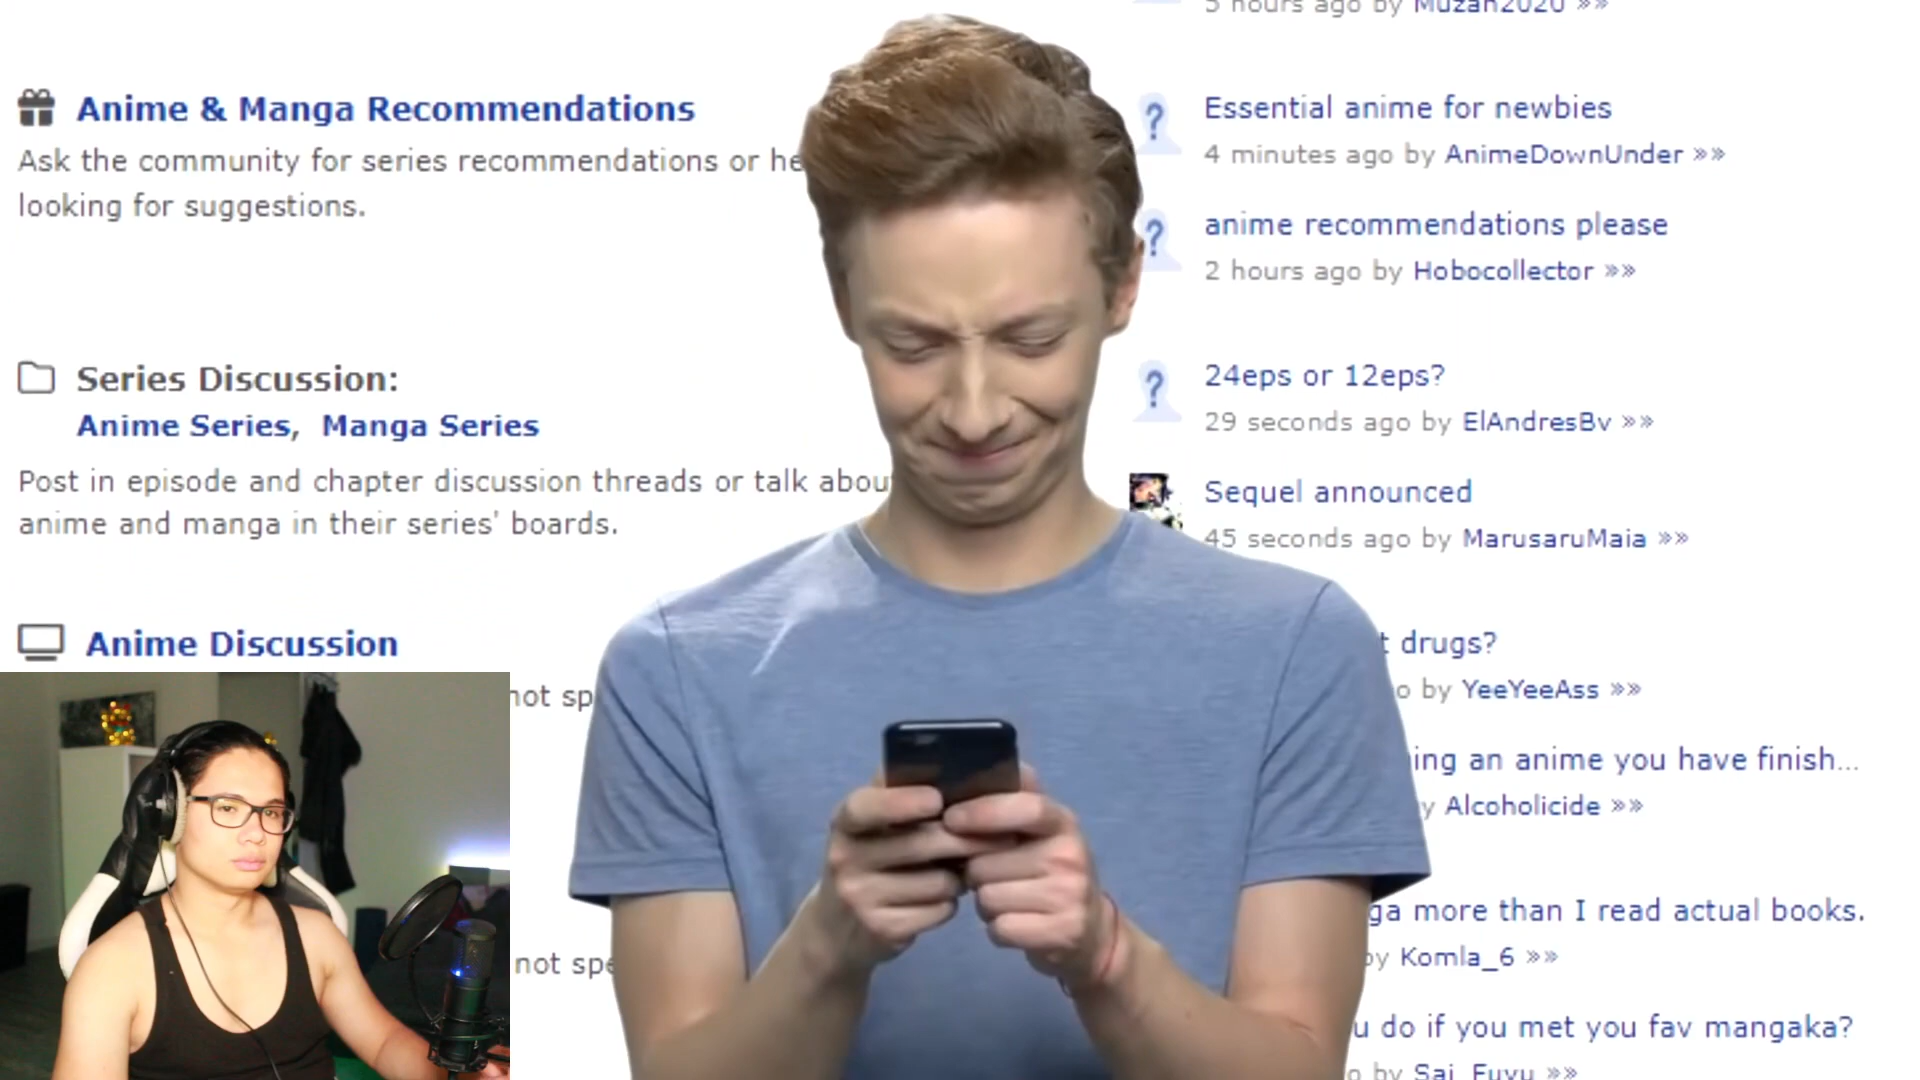 5 hours ago by Muzan2020 »»
Anime & Manga Recommendations
Ask the community for series recommendations or he
looking for suggestions.
Essential anime for newbies
4 minutes ago by AnimeDownUnder »»
anime recommendations please
2 hours ago by Hobocollector »»
Series Discussion:
Anime Series, Manga Series
Post in episode and chapter discussion threads or talk abou
anime and manga in their series' boards.
24eps or 12eps?
29 seconds ago by ElAndresBv »»
Sequel announced
45 seconds ago by MarusaruMaia »»
Anime Discussion
not sp
t drugs?
o by YeeYeeAss »»
ing an anime you have finish...
y Alcoholicide »»
not spe
ga more than I read actual books.
by Komla_6 »»
u do if you met you fav mangaka?
o by Sai_Fuyu »»